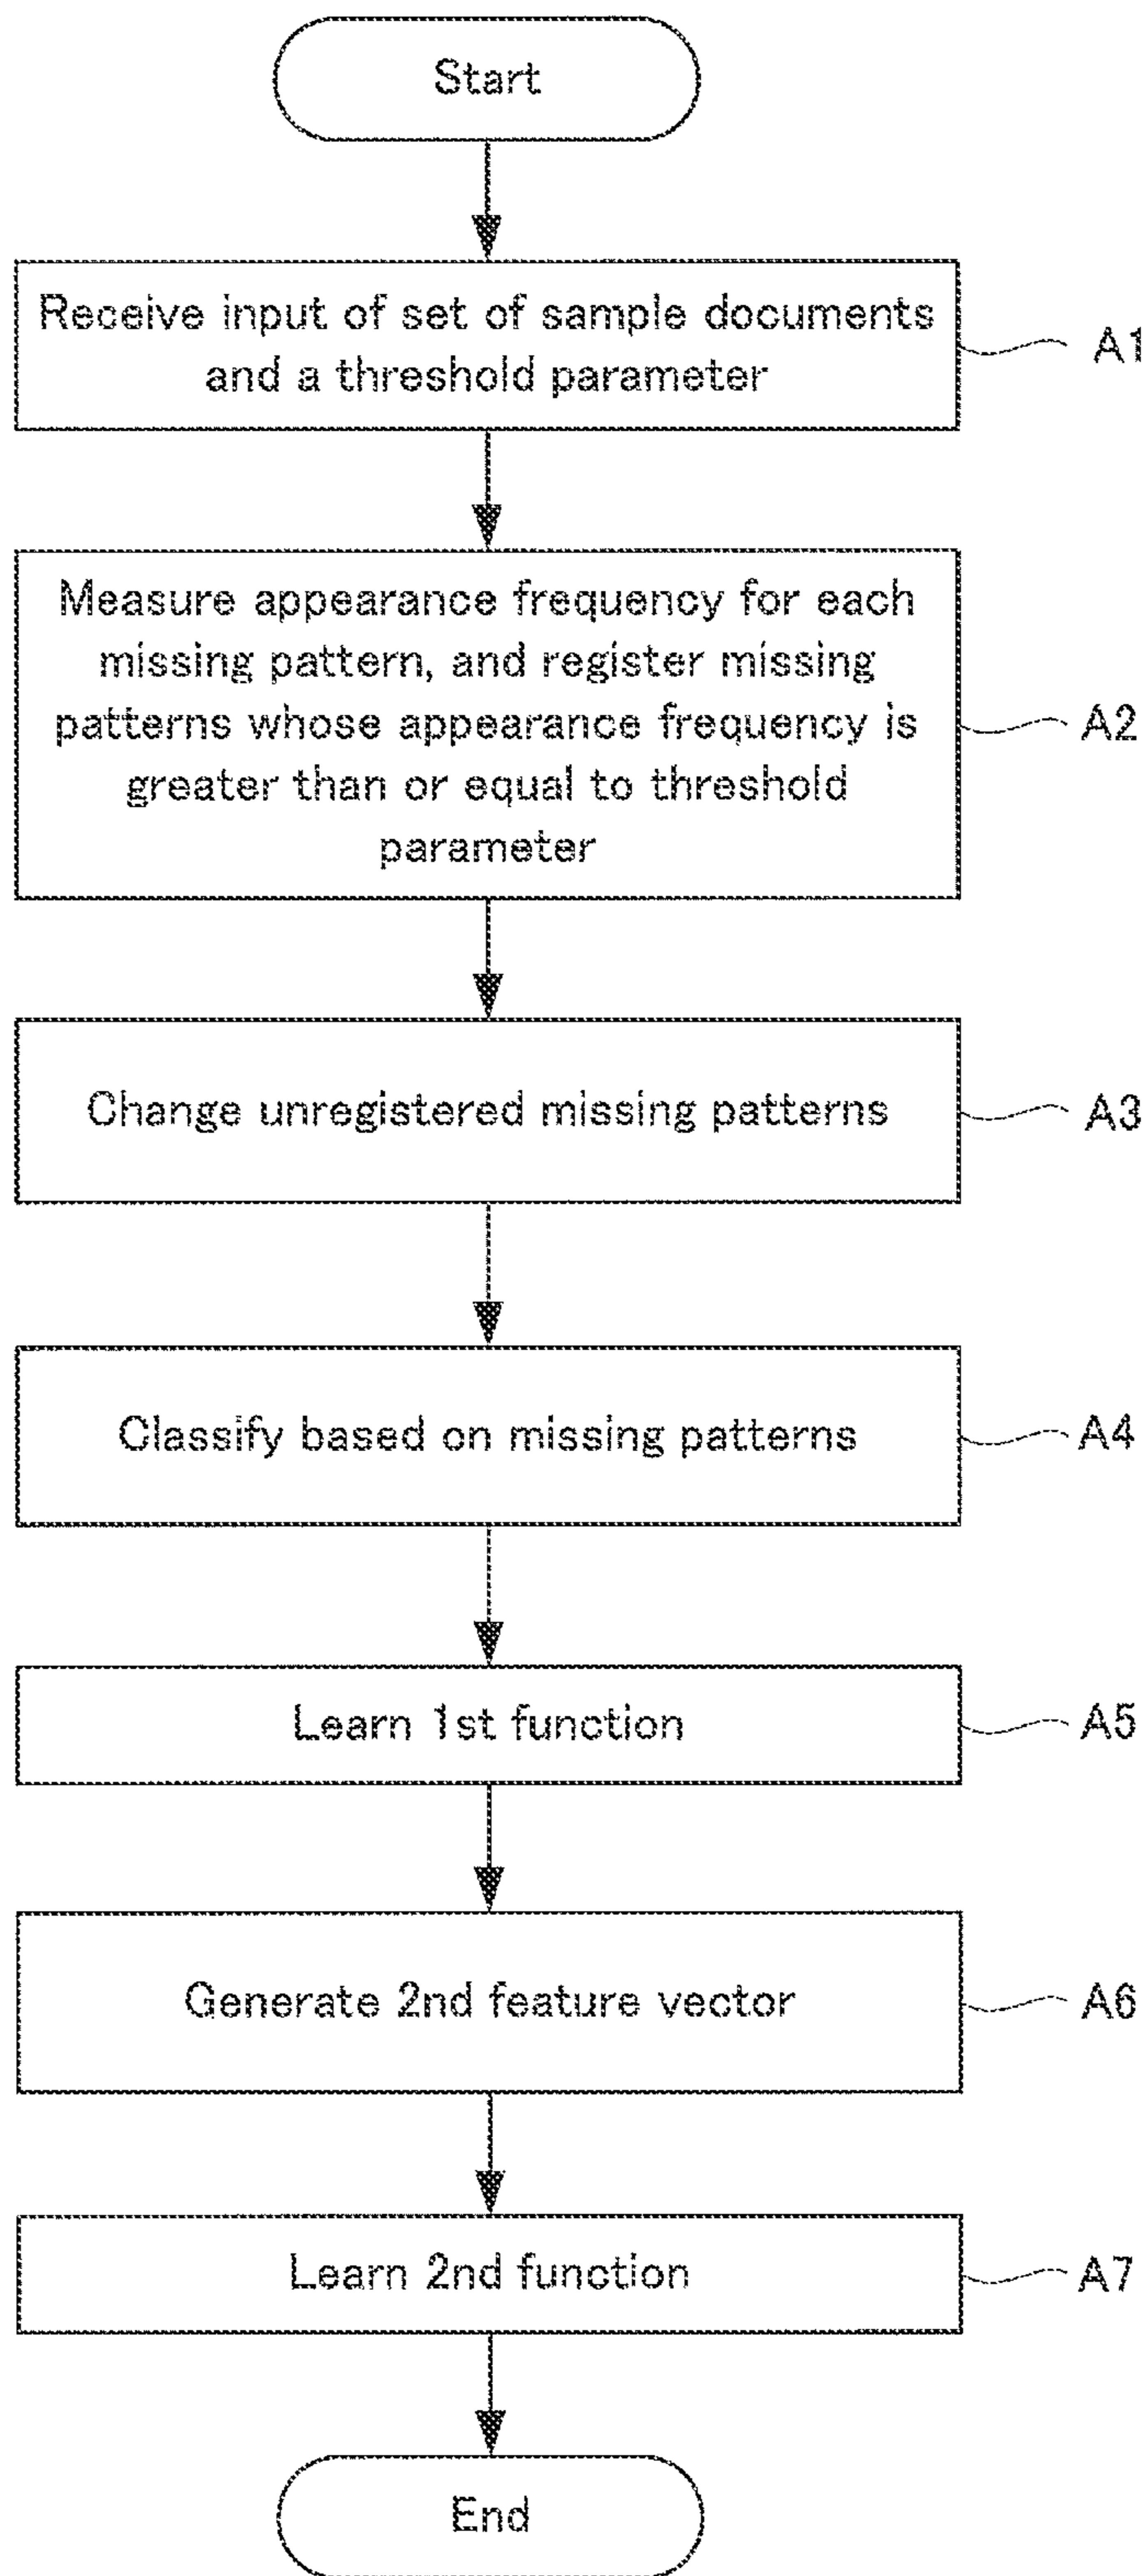 Start
Receive input of set of sample documents
and a threshold parameter
A1
Measure appearance frequency for each
missing pattern, and register missing
patterns whose appearance frequency is
greater than or equal to threshold
parameter
A2
Change unregistered missing patterns
A3
Classify based on missing patterns
A4
Learn 1st function
A5
Generate 2nd feature vector
A6
Learn 2nd function
A7
End